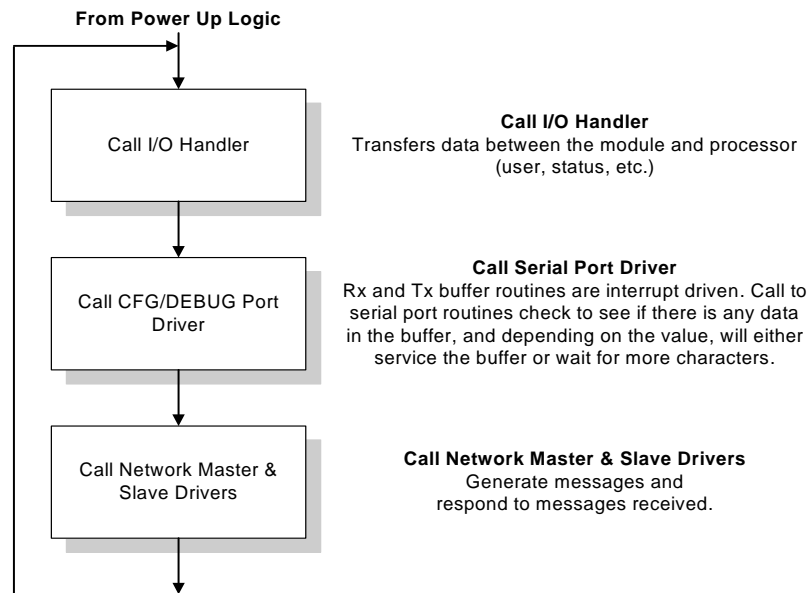 From Power Up Logic
Call I/O Handler
Call I/O Handler
Transfers data between the module and processor
(user, status, etc.)
Call CFG/DEBUG Port
Driver
Call Serial Port Driver
Rx and Tx buffer routines are interrupt driven. Call to
serial port routines check to see if there is any data
in the buffer, and depending on the value, will either
service the buffer or wait for more characters.
Call Network Master &
Slave Drivers
Call Network Master & Slave Drivers
Generate messages and
respond to messages received.